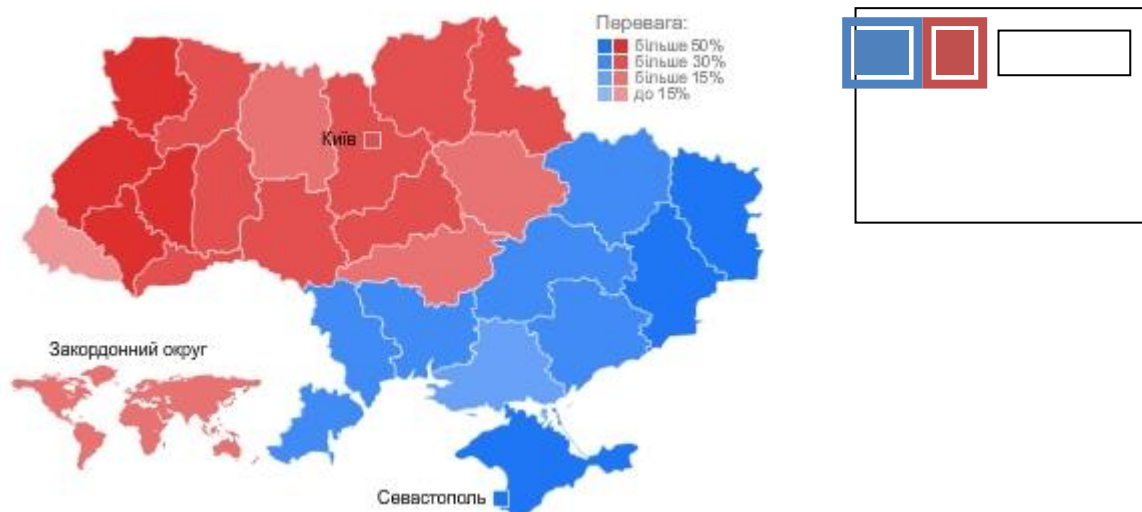 Перевага:
більше 50%
більше 30%
більше 15%
до 15%
Київ
Закордонний округ
Севастополь